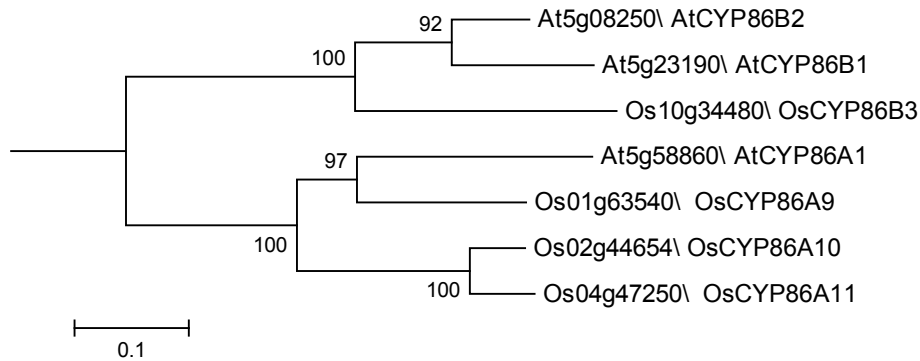 At5g08250\ AtCYP86B2
92
100
At5g23190\ AtCYP86B1
Os10g34480\ OsCYP86B3
97
At5g58860\ AtCYP86A1
Os01g63540\ OsCYP86A9
100
Os02g44654\ OsCYP86A10
100
Os04g47250\ OsCYP86A11
0.1